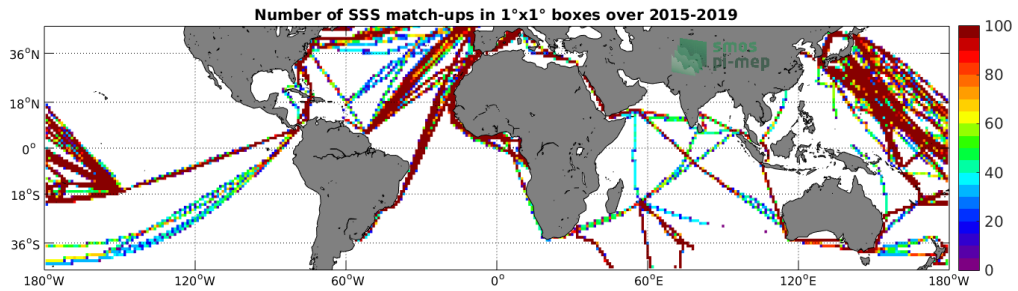 Number of SSS match-ups in 1°x1° boxes over 2015-2019
smos
pi-mep
36°N
18°N
0°
18°S
36°S
180°W 120°W 60°W 0° 60°E 120°E 180°W
100
80
60
40
20
0